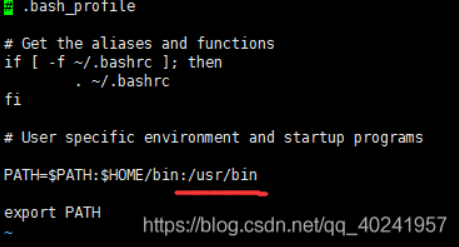 # .bash_profile
# Get the aliases and functions
if [ -f ~/.bashrc ]; then
. ~/.bashrc
fi
# User specific environment and startup programs
PATH=$PATH:$HOME/bin:/usr/bin
export PATH
~
https://blog.csdn.net/qq_40241957